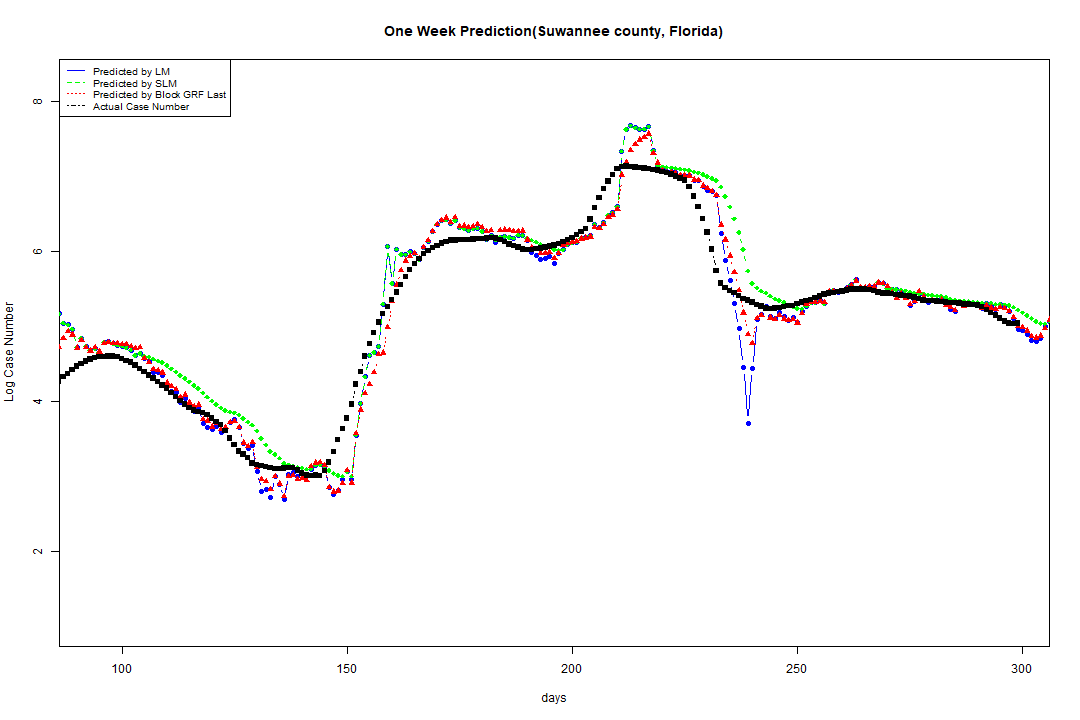 One Week Prediction(Suwannee county, Florida)
Predicted by LM
Predicted by SLM
Predicted by Block GRF Last
Actual Case Number
8
6
4
2
Log Case Number
100 150 200 250 300
days